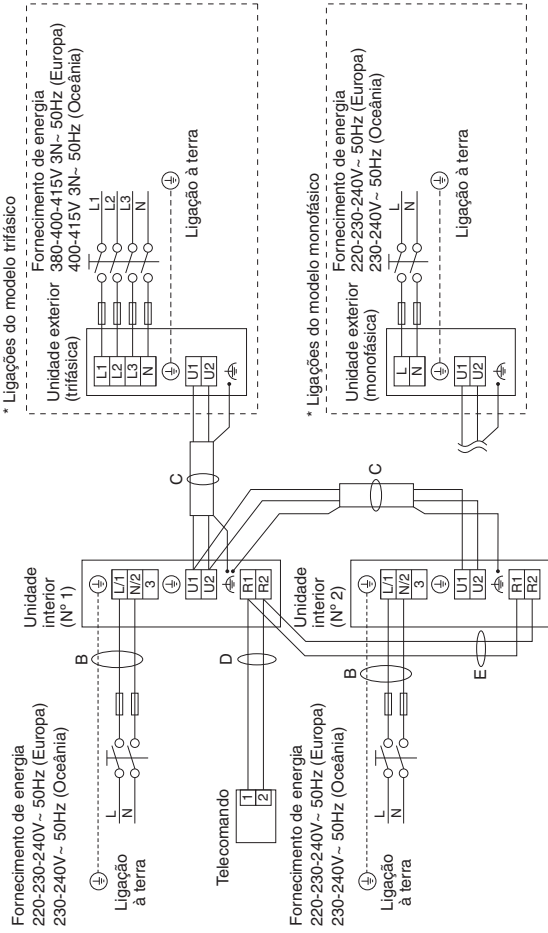 * Ligações do modelo trifásico
Fornecimento de energia
380-400-415V 3N~ 50Hz (Europa)
400-415V 3N~ 50Hz (Oceânia)
Unidade exterior
(trifásica)
L1
L2
L3
N
L1
L2
L3
N
Ligação à terra
U1
U2
* Ligações do modelo monofásico
Fornecimento de energia
220-230-240V~ 50Hz (Europa)
230-240V~ 50Hz (Oceânia)
Unidade exterior
(monofásica)
L
N
L
N
Ligação à terra
U1
U2
C
C
Unidade
interior
(Nº 1)
L/1
N/2
3
U1
U2
R1
R2
Unidade
interior
(Nº 2)
L/1
N/2
3
U1
U2
R1
R2
B
D
B
E
Fornecimento de energia
220-230-240V~ 50Hz (Europa)
230-240V~ 50Hz (Oceânia)
L
N
Ligação
à terra
Telecomando
1
2
Fornecimento de energia
220-230-240V~ 50Hz (Europa)
230-240V~ 50Hz (Oceânia)
L
N
Ligação
à terra